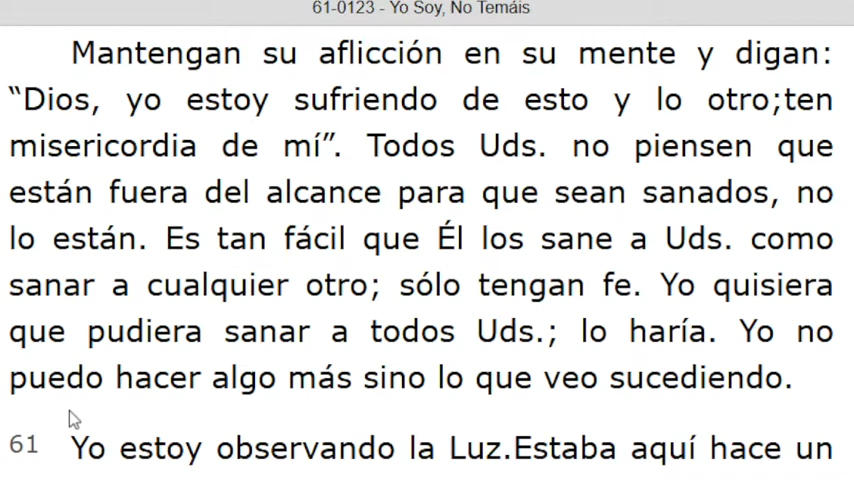 61-0123 - Yo Soy, No Temáis
Mantengan su aflicción en su mente y digan:
“Dios, yo estoy sufriendo de esto y lo otro;ten
misericordia de mí”. Todos Uds. no piensen que
están fuera del alcance para que sean sanados, no
lo están. Es tan fácil que Él los sane a Uds. como
sanar a cualquier otro; sólo tengan fe. Yo quisiera
que pudiera sanar a todos Uds.; lo haría. Yo no
puedo hacer algo más sino lo que veo sucediendo.
61 Yo estoy observando la Luz.Estaba aquí hace un